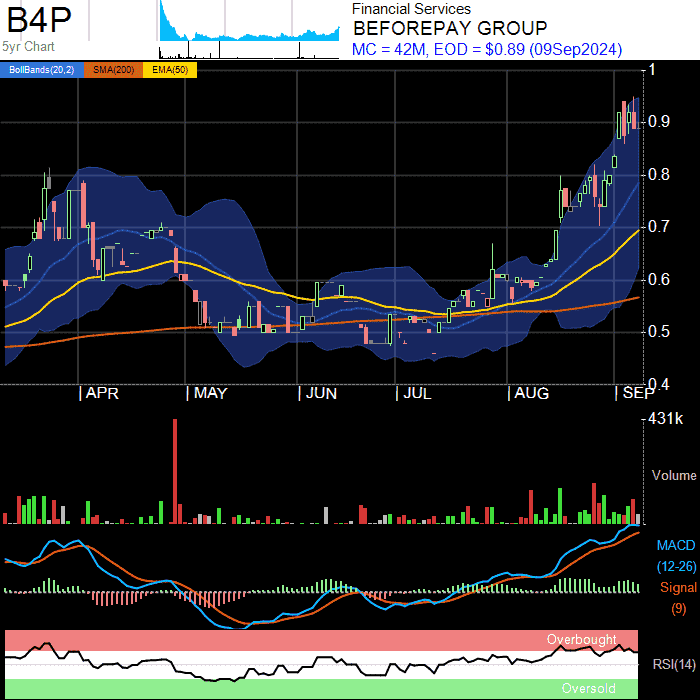 B4P
5yr Chart
Financial Services
BEFOREPAY GROUP
MC = 42M, EOD = $0.89 (09Sep2024)
BollBands(20,2) SMA(200) EMA(50)
1
0.9
0.8
0.7
0.6
0.5
0.4
APR MAY JUN JUL AUG SEP
431k
Volume
MACD
(12-26)
Signal
(9)
Overbought
RSI(14)
Oversold